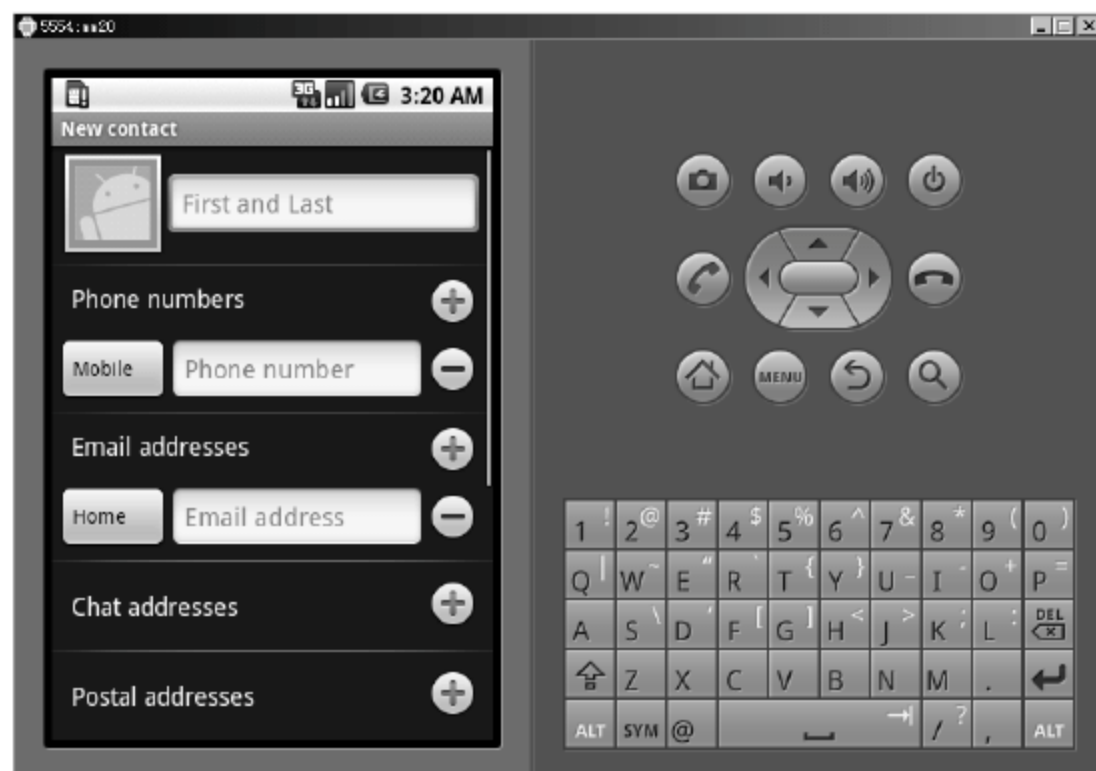 5554:mm20
3G 3:20 AM
New contact
First and Last
Phone numbers
Mobile Phone number
Email addresses
Home Email address
Chat addresses
Postal addresses
MENU
1 ! 2 @ 3 # 4 $ 5 % 6 ^ 7 & 8 * 9 ( 0 )
Q | W ~ E " R ` T { Y } U _ I - O + P =
A S \ D ' F [ G ] H < J > K ; L : DEL
Z X C V B N M .
ALT SYM @ / ? , ALT